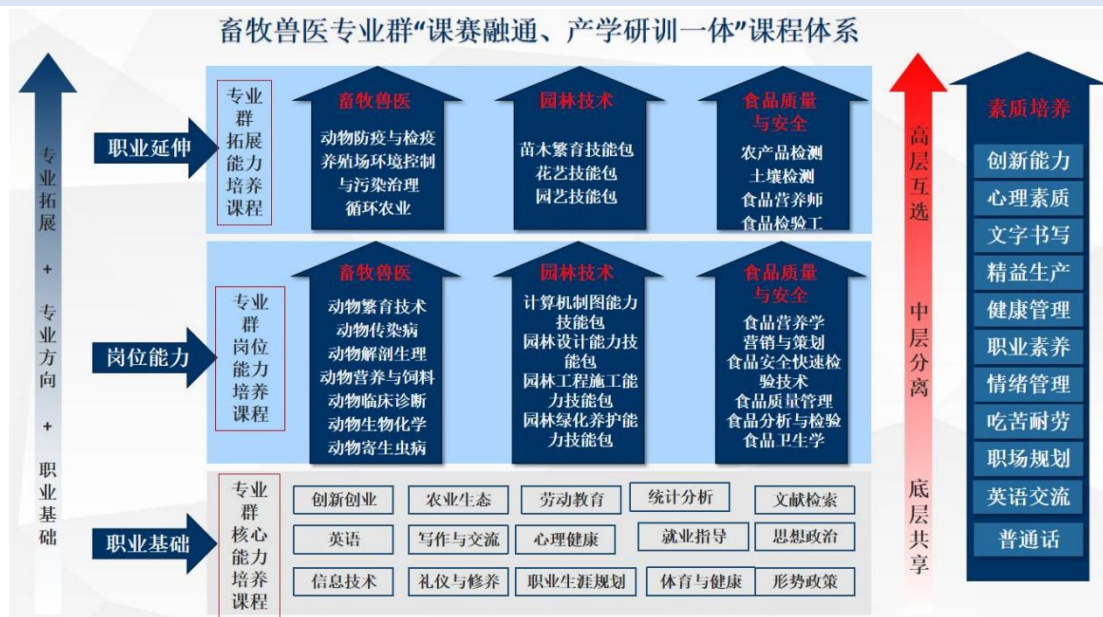 畜牧兽医专业群“课赛融通、产学研训一体”课程体系
专业拓展 + 专业方向 + 职业基础
职业延伸
专业
群
拓展
能力
培养
课程
畜牧兽医
动物防疫与检疫
养殖场环境控制
与污染治理
循环农业
园林技术
苗木繁育技能包
花艺技能包
园艺技能包
食品质量
与安全
农产品检测
土壤检测
食品营养师
食品检验工
岗位能力
专业
群
岗位
能力
培养
课程
畜牧兽医
动物繁育技术
动物传染病
动物解剖生理
动物营养与饲料
动物临床诊断
动物生物化学
动物寄生虫病
园林技术
计算机制图能力
技能包
园林设计能力技
能包
园林工程施工能
力技能包
园林绿化养护能
力技能包
食品质量
与安全
食品营养学
营销与策划
食品安全快速检
验技术
食品质量管理
食品分析与检验
食品卫生学
职业基础
专业
群
核心
能力
培养
课程
创新创业
农业生态
劳动教育
统计分析
文献检索
英语
写作与交流
心理健康
就业指导
思想政治
信息技术
礼仪与修养
职业生涯规划
体育与健康
形势政策
高层互选
中层分离
底层共享
素质培养
创新能力
心理素质
文字书写
精益生产
健康管理
职业素养
情绪管理
吃苦耐劳
职场规划
英语交流
普通话